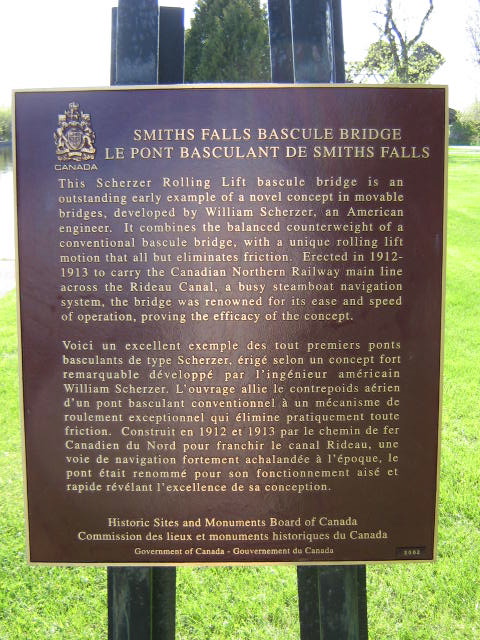 CANADA
SMITHS FALLS BASCULE BRIDGE
LE PONT BASCULANT DE SMITHS FALLS
This Scherzer Rolling Lift bascule bridge is an
outstanding early example of a novel concept in movable
bridges, developed by William Scherzer, an American
engineer. It combines the balanced counterweight of a
conventional bascule bridge, with a unique rolling lift
motion that all but eliminates friction. Erected in 1912-
1913 to carry the Canadian Northern Railway main line
across the Rideau Canal, a busy steamboat navigation
system, the bridge was renowned for its ease and speed
of operation, proving the efficacy of the concept.
Voici un excellent exemple des tout premiers ponts
basculants de type Scherzer, érigé selon un concept fort
remarquable développé par l'ingénieur américain
William Scherzer. L'ouvrage allie le contrepoids aérien
d'un pont basculant conventionnel à un mécanisme de
roulement exceptionnel qui élimine pratiquement toute
friction. Construit en 1912 et 1913 par le chemin de fer
Canadien du Nord pour franchir le canal Rideau, une
voie de navigation fortement achalandée à l'époque, le
pont était renommé pour son fonctionnement aisé et
rapide révélant l'excellence de sa conception.
Historic Sites and Monuments Board of Canada
Commission des lieux et monuments historiques du Canada
Government of Canada - Gouvernement du Canada
2002